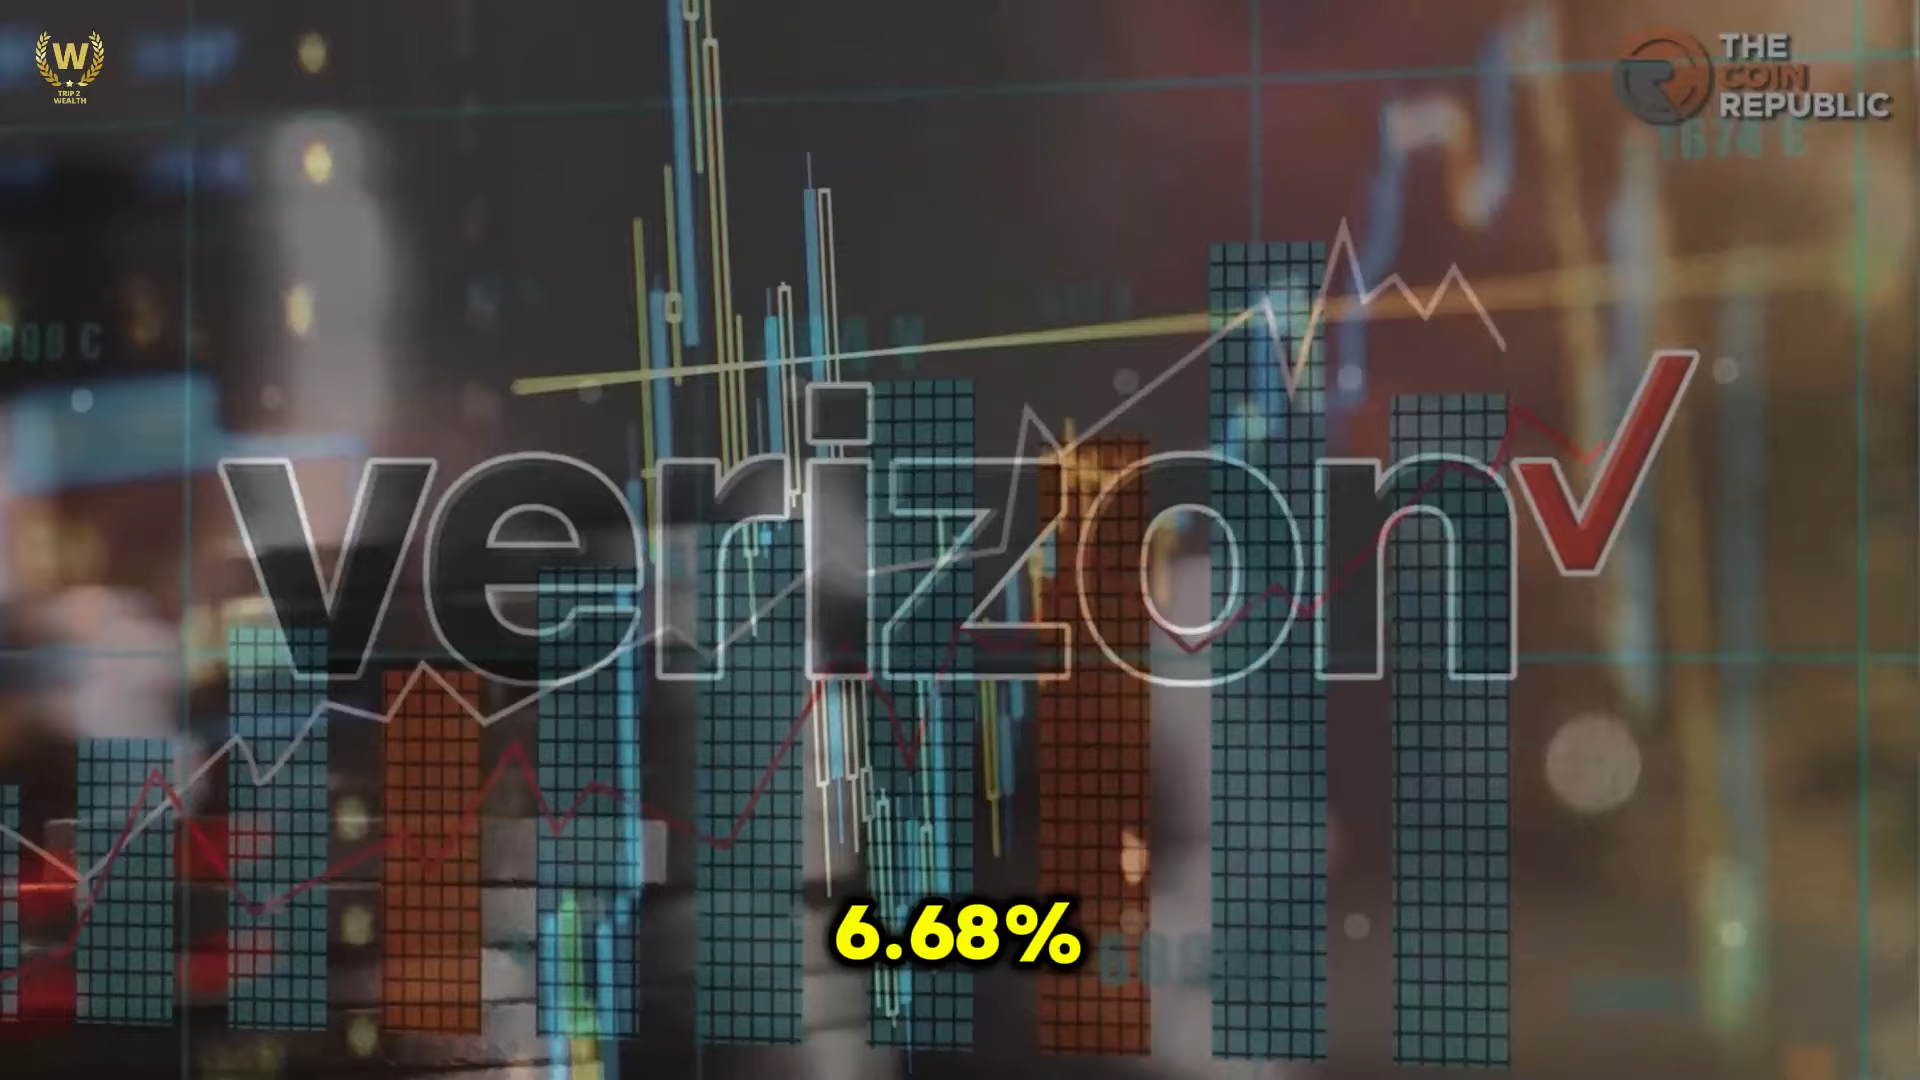 W
TRIP 2
WEALTH
THE
COIN
REPUBLIC
verizon
6.68%